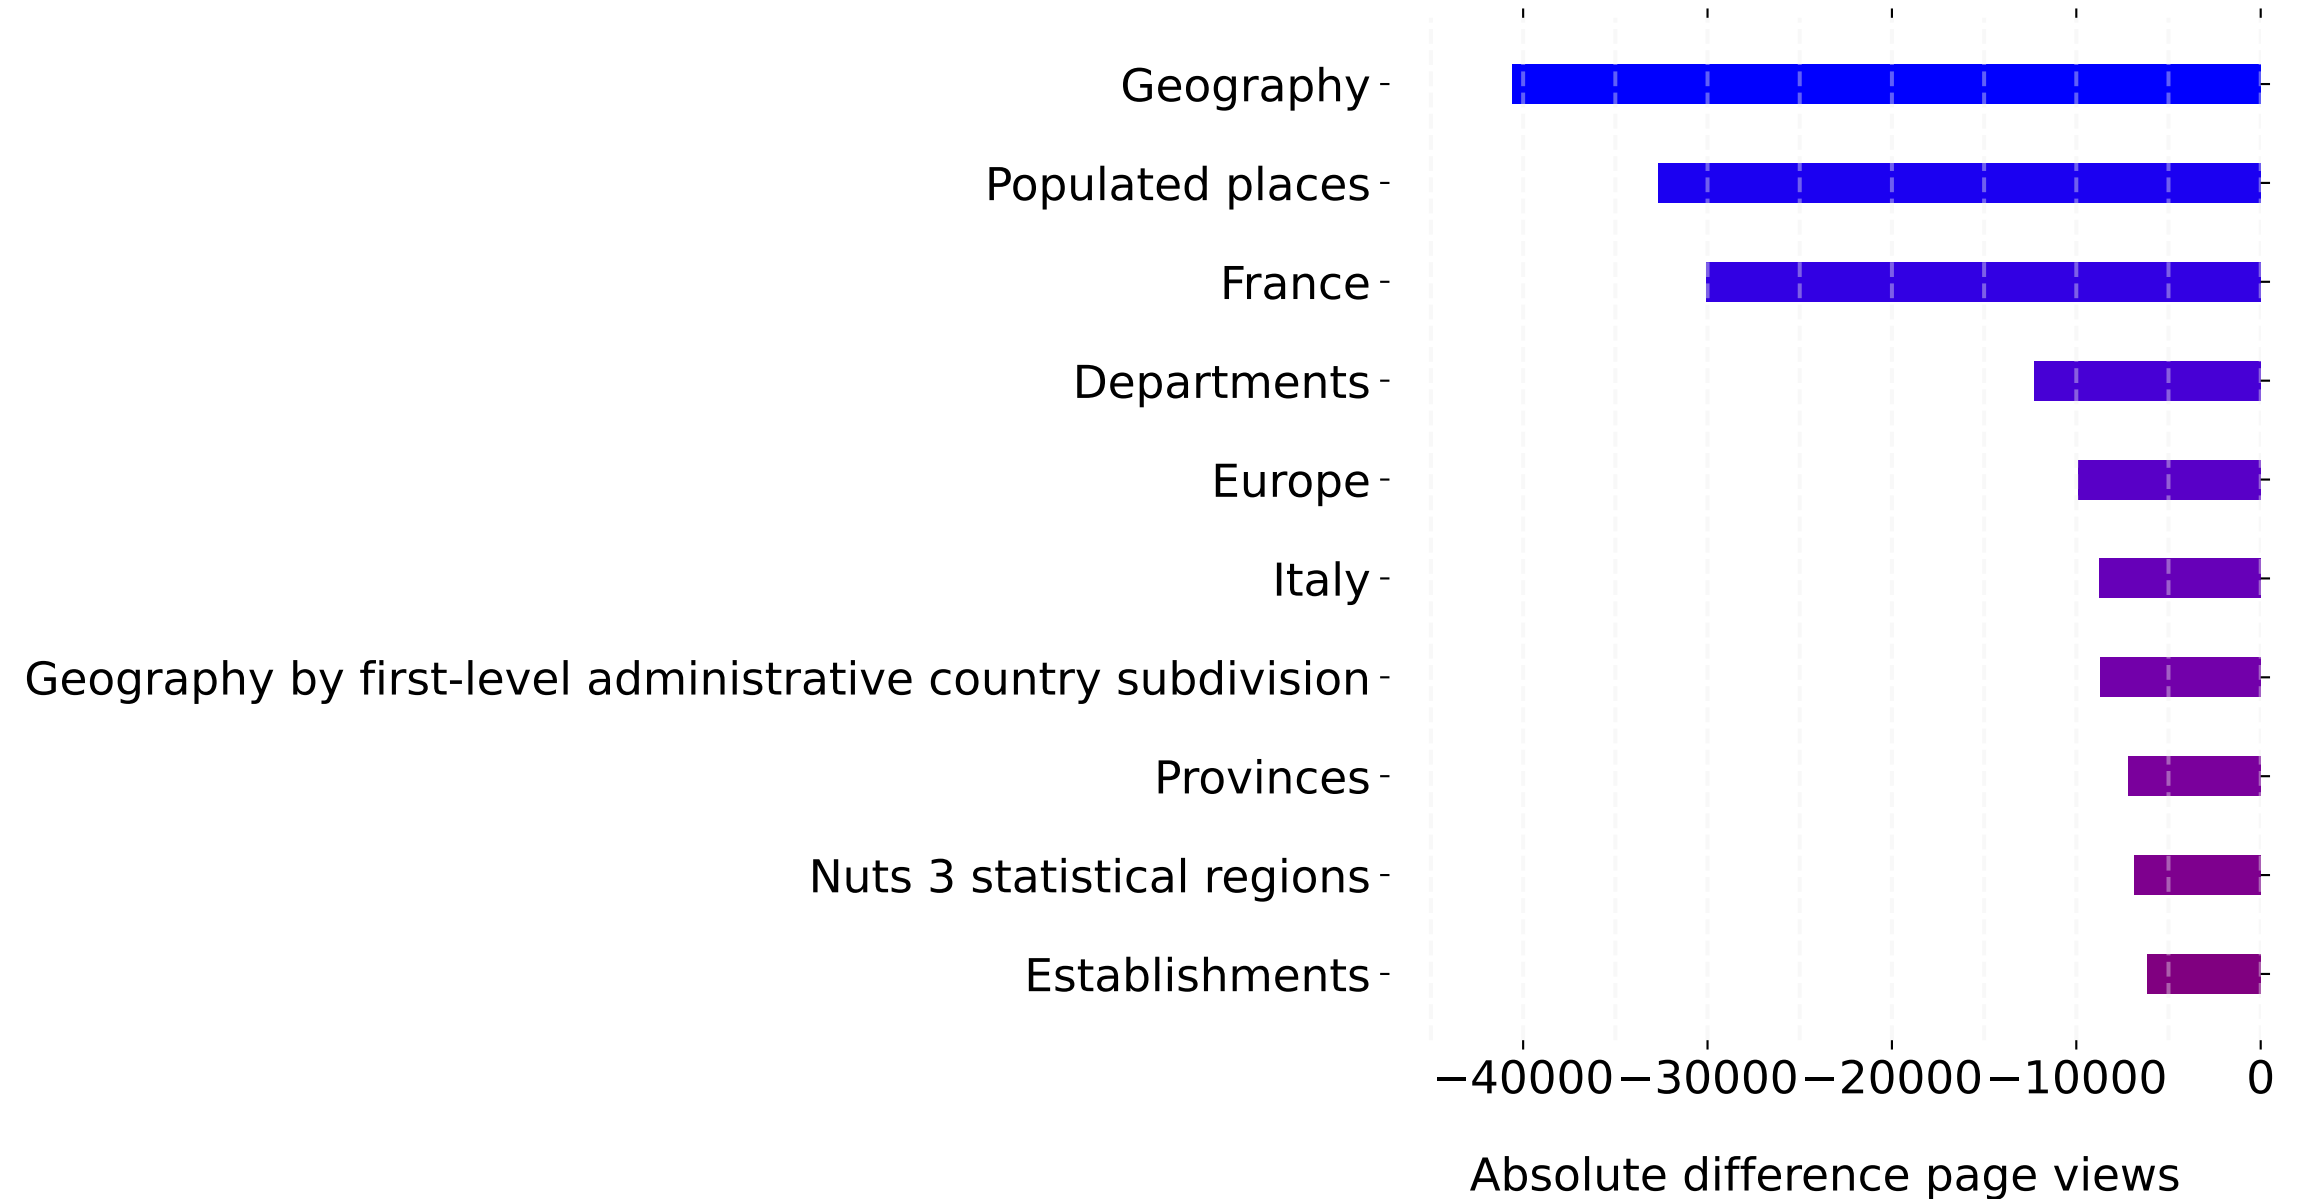 Geography
Populated places
France
Departments
Europe
Italy
Geography by first-level administrative country subdivision
Provinces
Nuts 3 statistical regions
Establishments
−40000 −30000 −20000 −10000 0
Absolute difference page views